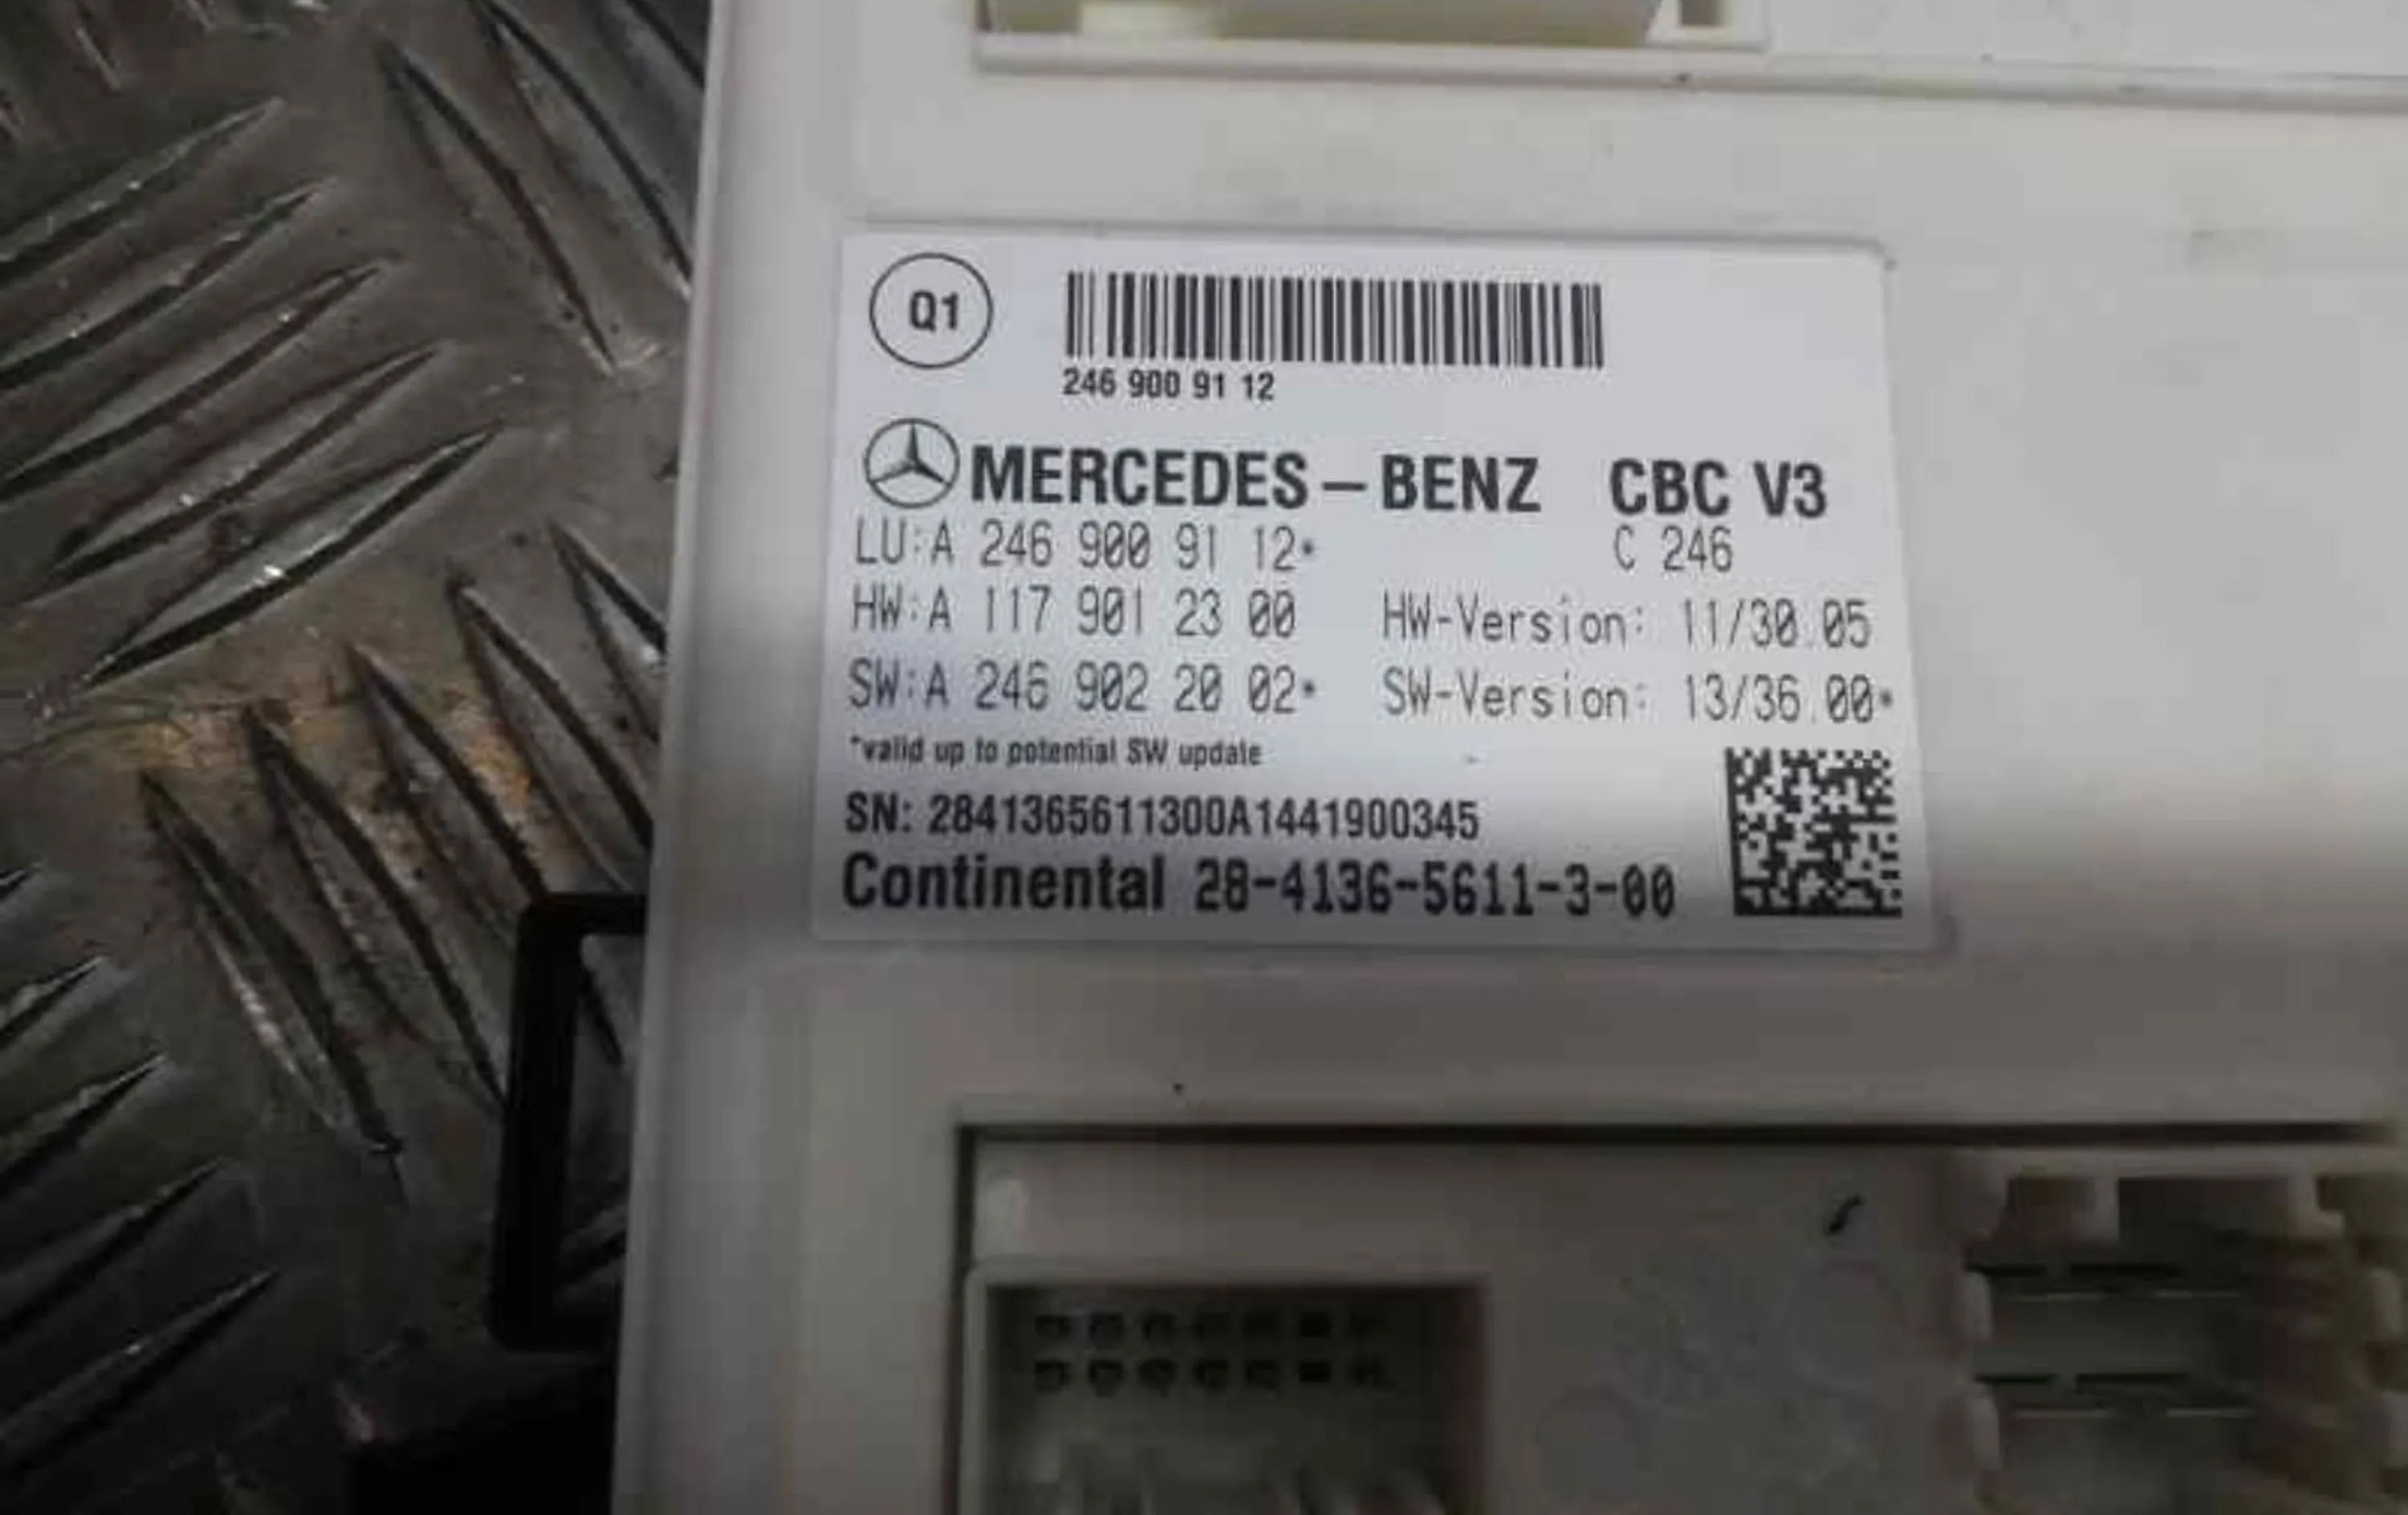 Q1
246 900 91 12
MERCEDES-BENZ CBC V3
LU:A 246 900 91 12* C 246
HW:A 117 901 23 00 HW-Version: 11/30.05
SW:A 246 902 20 02* SW-Version: 13/36.00*
*valid up to potential SW update
SN: 2841365611300A1441900345
Continental 28-4136-5611-3-00